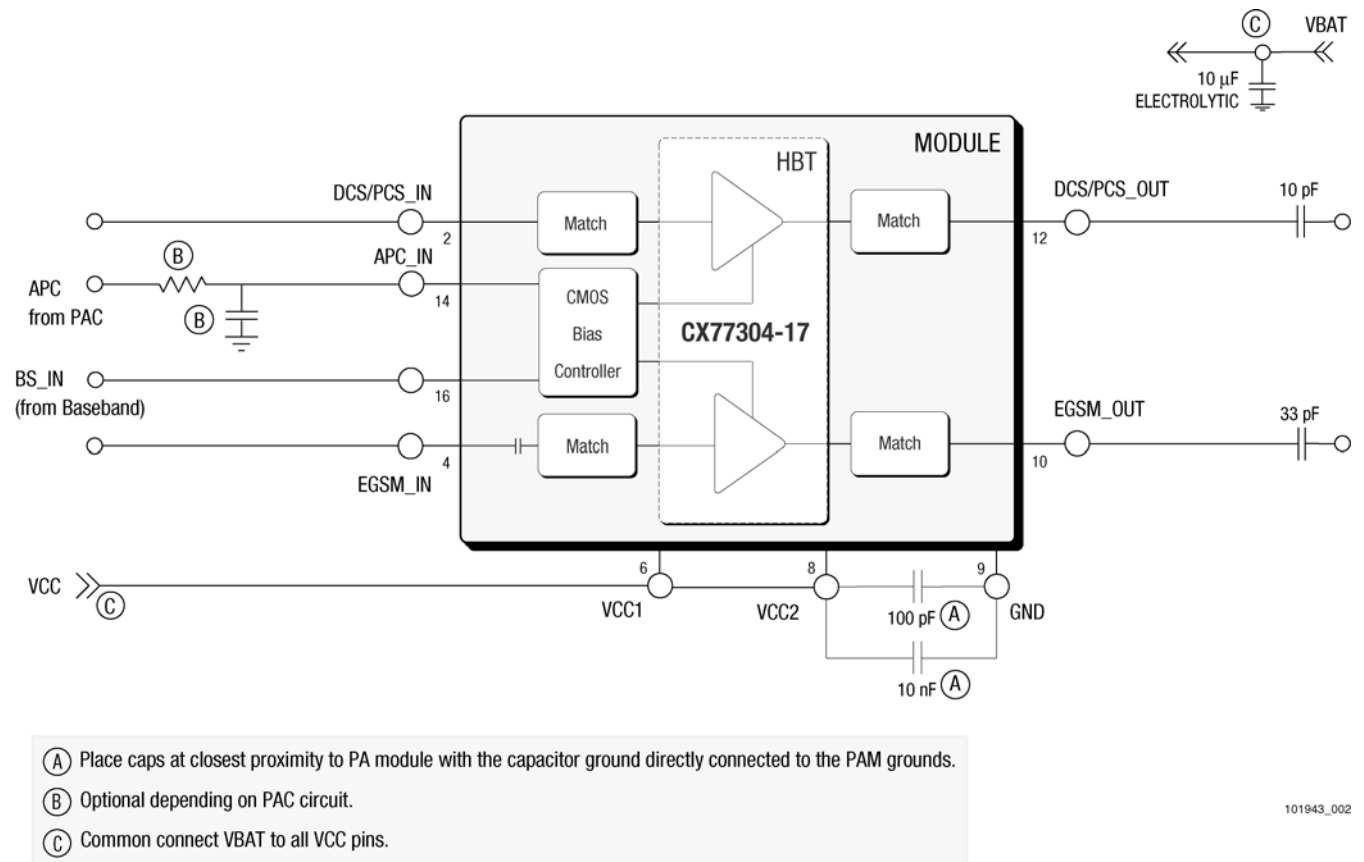 C VBAT
10 µF
ELECTROLYTIC
MODULE
HBT
DCS/PCS_IN
2
Match
Match
DCS/PCS_OUT
12
10 pF
B
APC_IN
14
APC
from PAC
B
CMOS
Bias
Controller
CX77304-17
BS_IN
(from Baseband)
16
EGSM_IN
4
Match
Match
EGSM_OUT
10
33 pF
VCC
C
6
VCC1
8
VCC2
9
GND
100 pF A
10 nF A
A Place caps at closest proximity to PA module with the capacitor ground directly connected to the PAM grounds.
B Optional depending on PAC circuit.
C Common connect VBAT to all VCC pins.
101943_002